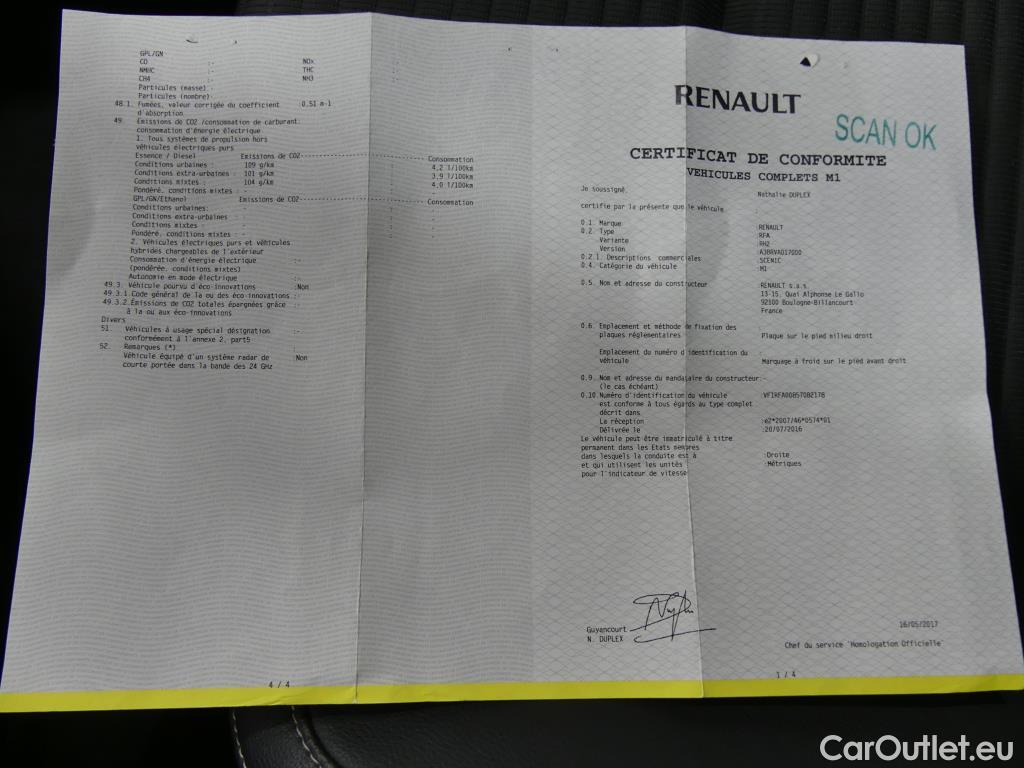 GPL/GN
CO :- NOx :-
NMHC :- THC :-
CH4 :- NH3 :-
Particules (masse) :-
Particules (nombre) :-
48.1. Fumées, valeur corrigée du coefficient :0,51 m-1
d'absorption
49. Emissions de CO2 /consommation de carburant:
consommation d'énergie électrique
1. Tous systèmes de propulsion hors
véhicules électriques purs
Essence / Diesel Emissions de CO2 Consommation
Conditions urbaines : 109 g/km 4,2 l/100km
Conditions extra-urbaines : 101 g/km 3,9 l/100km
Conditions mixtes : 104 g/km 4,0 l/100km
Pondéré, conditions mixtes : -
GPL/GN/Ethanol Emissions de CO2 Consommation
Conditions urbaines: -
Conditions extra-urbaines : -
Conditions mixtes : -
Pondéré, conditions mixtes : -
2. Véhicules électriques purs et véhicules
hybrides chargeables de l'extérieur
Consommation d'énergie électrique :-
(pondérée, conditions mixtes)
Autonomie en mode électrique :-
49.3. Véhicule pourvu d'éco-innovations :Non
49.3.1.Code général de la ou des éco-innovations :-
49.3.2.Emissions de CO2 totales épargnées grâce :-
à la ou aux éco-innovations
Divers
51. Véhicules à usage spécial désignation :-
conformément à l'annexe 2, part5
52. Remarques (*) :
Véhicule équipé d'un système radar de :Non
courte portée dans la bande des 24 GHz
4 / 4
RENAULT
SCAN OK
CERTIFICAT DE CONFORMITE
VEHICULES COMPLETS M1
Je soussigné, Nathalie DUPLEX
certifie par la présente que le véhicule :
0.1. Marque :RENAULT
0.2. Type :RFA
Variante :RH2
Version :A3BRVA017000
0.2.1. Descriptions commerciales :SCENIC
0.4. Catégorie du véhicule :M1
0.5. Nom et adresse du constructeur :RENAULT s.a.s.
13-15, Quai Alphonse Le Gallo
92100 Boulogne-Billancourt
France
0.6. Emplacement et méthode de fixation des
plaques réglementaires :Plaque sur le pied milieu droit
Emplacement du numéro d'identification du
véhicule :Marquage à froid sur le pied avant droit
0.9. Nom et adresse du mandataire du constructeur:-
(le cas échéant)
0.10.Numéro d'identification du véhicule :VF1RFA00857082178
est conforme à tous égards au type complet
décrit dans
La réception :e2*2007/46*0574*01
Délivrée le :20/07/2016
Le véhicule peut être immatriculé à titre
permanent dans les Etats membres
dans lesquels la conduite est à :Droite
et qui utilisent les unités :Métriques
pour l'indicateur de vitesse
16/05/2017
Guyancourt
N. DUPLEX
Chef du service 'Homologation Officielle'
1 / 4
CarOutlet.eu